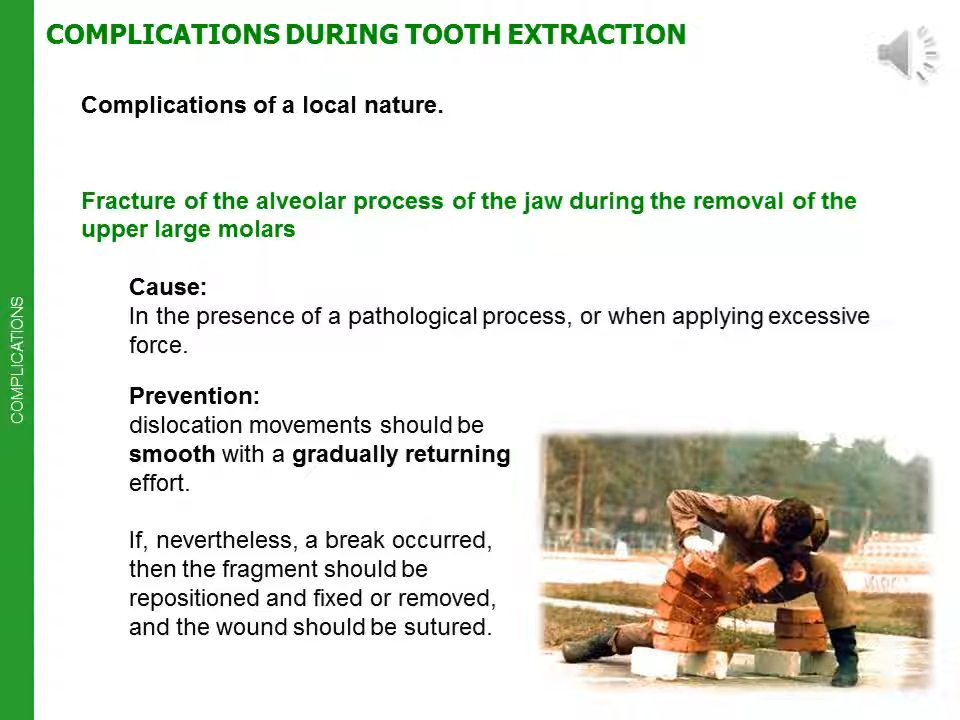 COMPLICATIONS DURING TOOTH EXTRACTION
Complications of a local nature.
Fracture of the alveolar process of the jaw during the removal of the
upper large molars
Cause:
In the presence of a pathological process, or when applying excessive
force.
Prevention:
dislocation movements should be
smooth with a gradually returning
effort.
If, nevertheless, a break occurred,
then the fragment should be
repositioned and fixed or removed,
and the wound should be sutured.
COMPLICATIONS